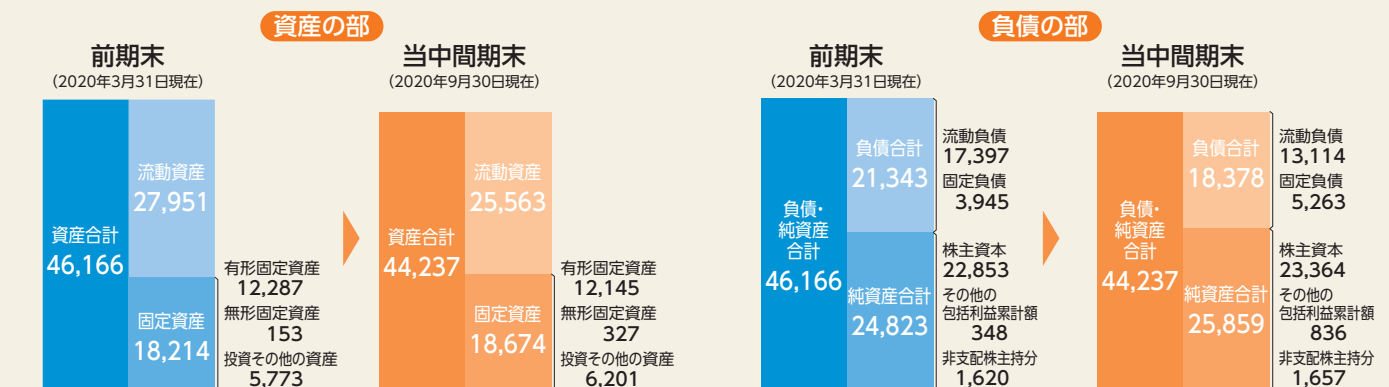 資産の部
前期末
(2020年3月31日現在)
資産合計
46,166
流動資産
27,951
固定資産
18,214
有形固定資産
12,287
無形固定資産
153
投資その他の資産
5,773
当中間期末
(2020年9月30日現在)
資産合計
44,237
流動資産
25,563
固定資産
18,674
有形固定資産
12,145
無形固定資産
327
投資その他の資産
6,201
負債の部
前期末
(2020年3月31日現在)
負債・
純資産
合計
46,166
負債合計
21,343
純資産合計
24,823
流動負債
17,397
固定負債
3,945
株主資本
22,853
その他の
包括利益累計額
348
非支配株主持分
1,620
当中間期末
(2020年9月30日現在)
負債・
純資産
合計
44,237
負債合計
18,378
純資産合計
25,859
流動負債
13,114
固定負債
5,263
株主資本
23,364
その他の
包括利益累計額
836
非支配株主持分
1,657